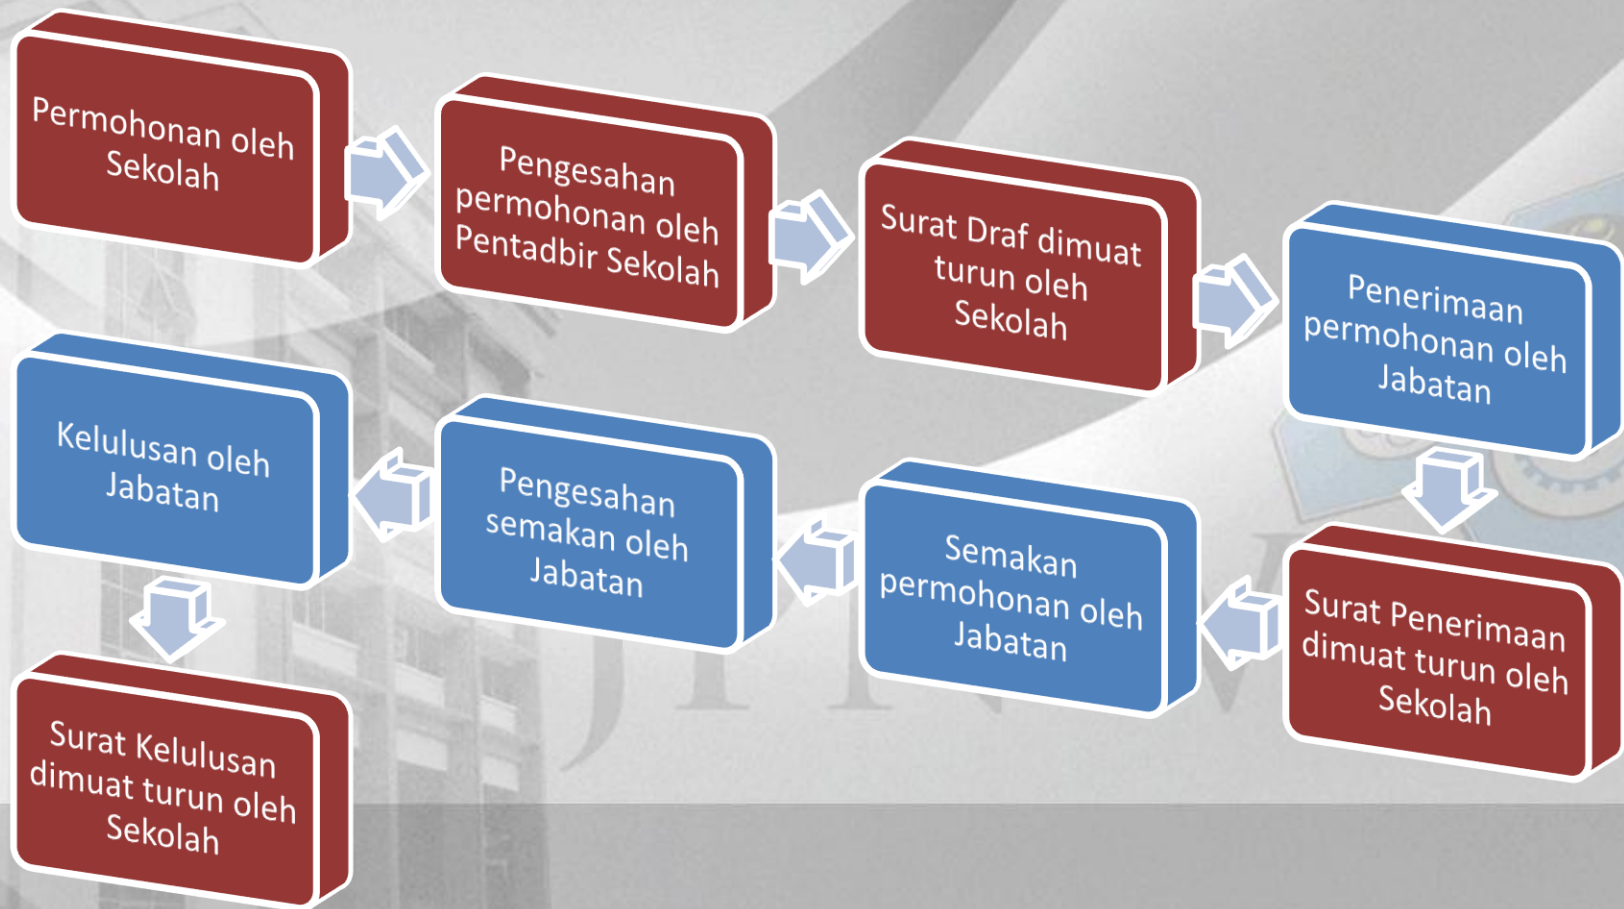 Permohonan oleh
Sekolah
Pengesahan
permohonan oleh
Pentadbir Sekolah
Surat Draf dimuat
turun oleh
Sekolah
Penerimaan
permohonan oleh
Jabatan
Surat Penerimaan
dimuat turun oleh
Sekolah
Semakan
permohonan oleh
Jabatan
Pengesahan
semakan oleh
Jabatan
Kelulusan oleh
Jabatan
Surat Kelulusan
dimuat turun oleh
Sekolah